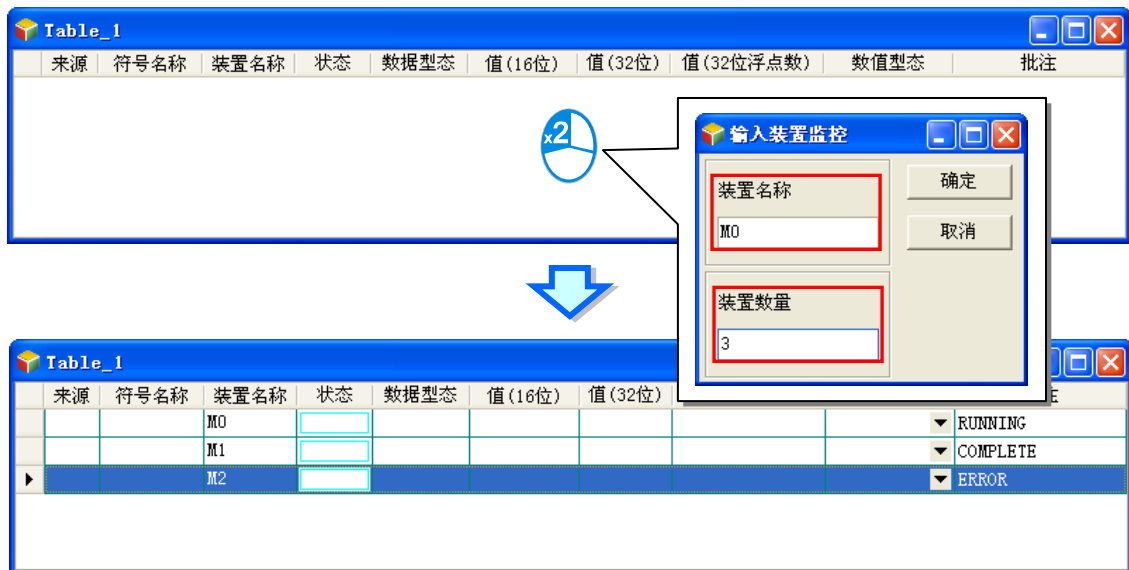 Table_1
来源 符号名称 装置名称 状态 数据型态 值(16位) 值(32位) 值(32位浮点数) 数值型态 批注
x2
输入装置监控
装置名称
M0
确定
取消
装置数量
3
Table_1
来源 符号名称 装置名称 状态 数据型态 值(16位) 值(32位)
M0 RUNNING
M1 COMPLETE
M2 ERROR